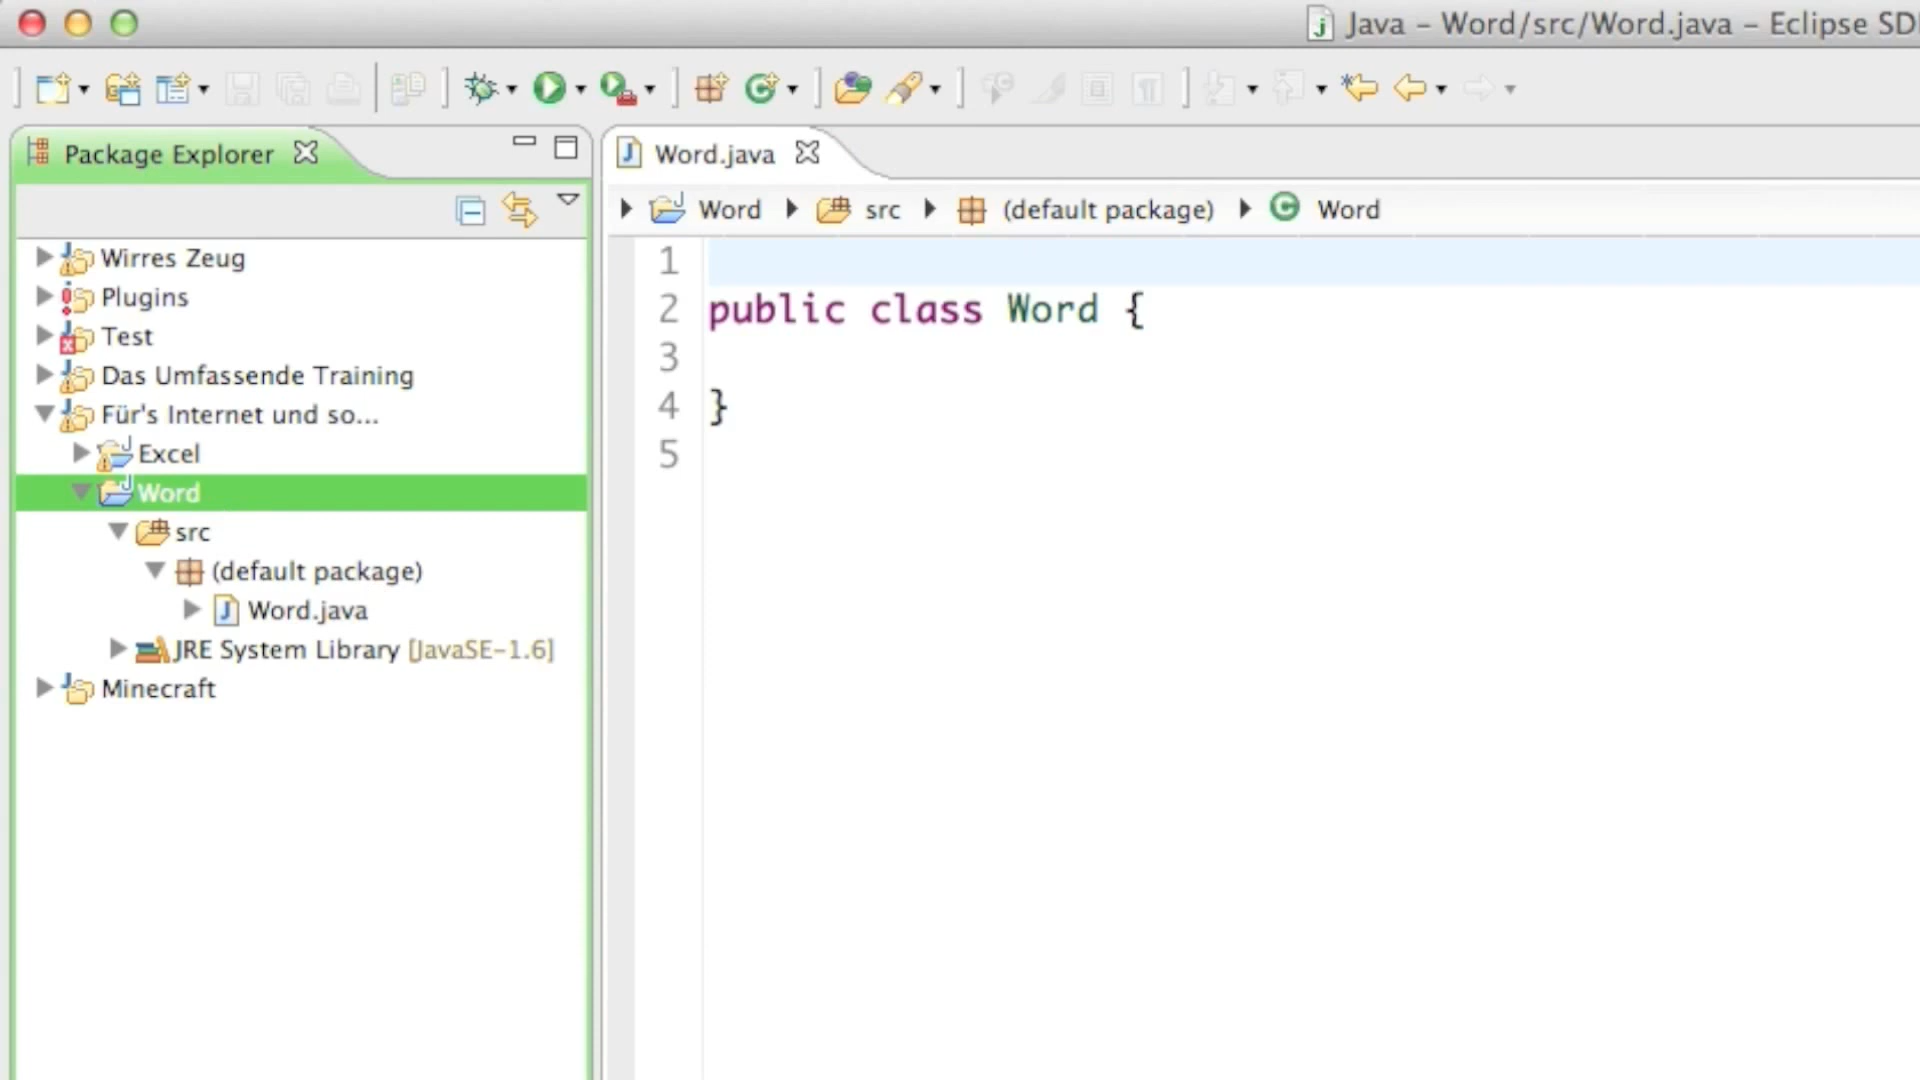 Java – Word/src/Word.java – Eclipse SD
Package Explorer
Wirres Zeug
Plugins
Test
Das Umfassende Training
Für's Internet und so...
Excel
Word
src
(default package)
Word.java
JRE System Library [JavaSE-1.6]
Minecraft
Word.java
Word src (default package) Word
1
2 public class Word {
3
4 }
5